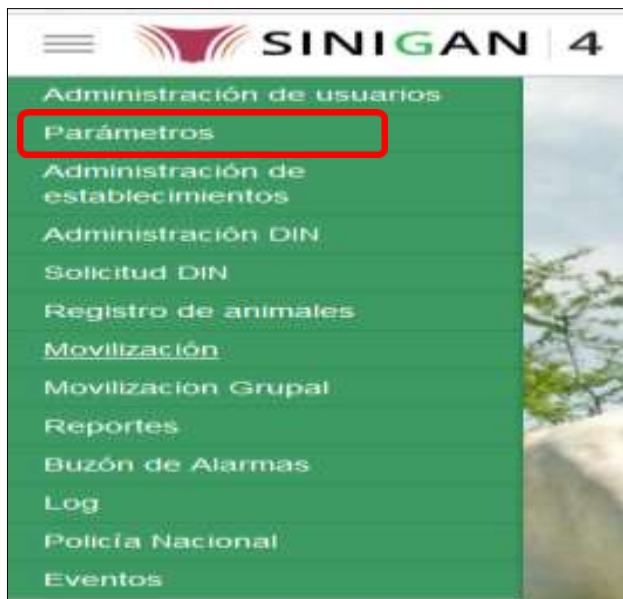 SINIGAN 4
Administración de usuarios
Parámetros
Administración de
establecimientos
Administración DIN
Solicitud DIN
Registro de animales
Movilización
Movilizacion Grupal
Reportes
Buzón de Alarmas
Log
Policía Nacional
Eventos